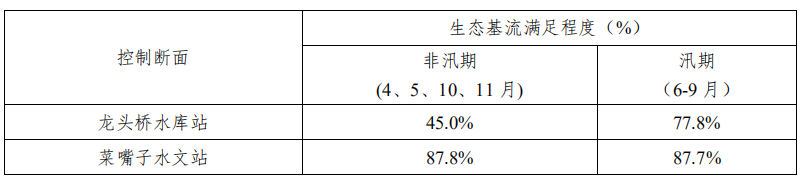 控制断面
生态基流满足程度（%）
非汛期
(4、5、10、11月)
汛期
（6-9月）
龙头桥水库站
45.0%
77.8%
菜嘴子水文站
87.8%
87.7%